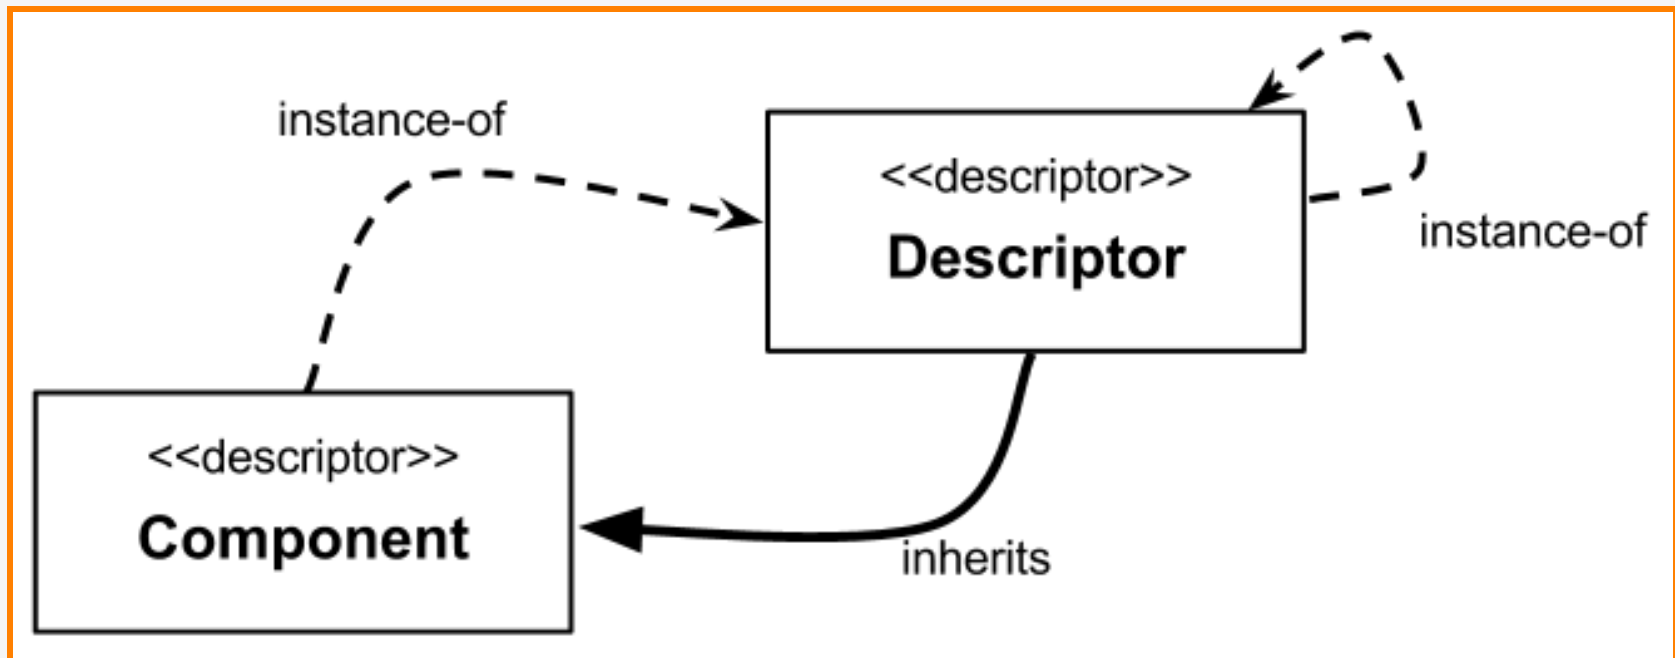 instance-of
<<descriptor>>
Descriptor
instance-of
<<descriptor>>
Component
inherits